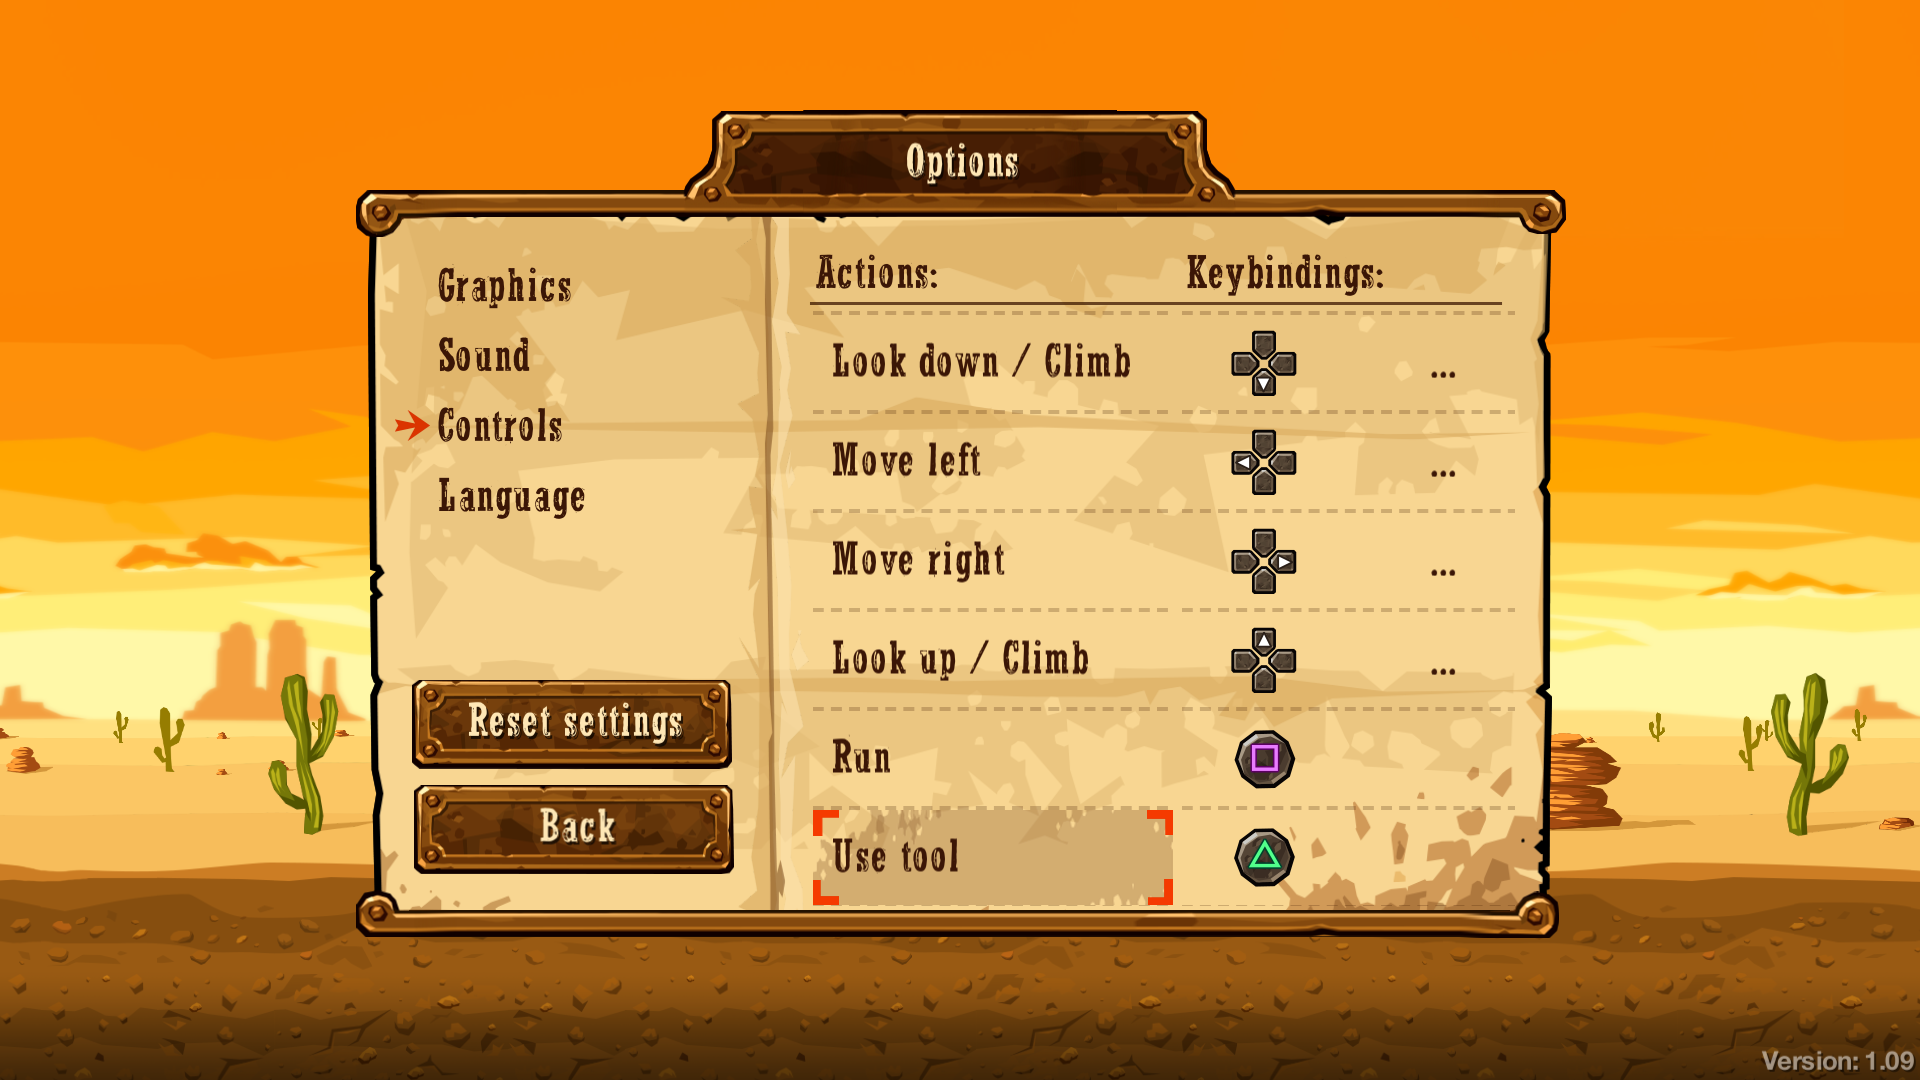 Options
Graphics
Sound
Controls
Language
Reset settings
Back
Actions: Keybindings:
Look down / Climb ...
Move left ...
Move right ...
Look up / Climb ...
Run
Use tool
Version: 1.09